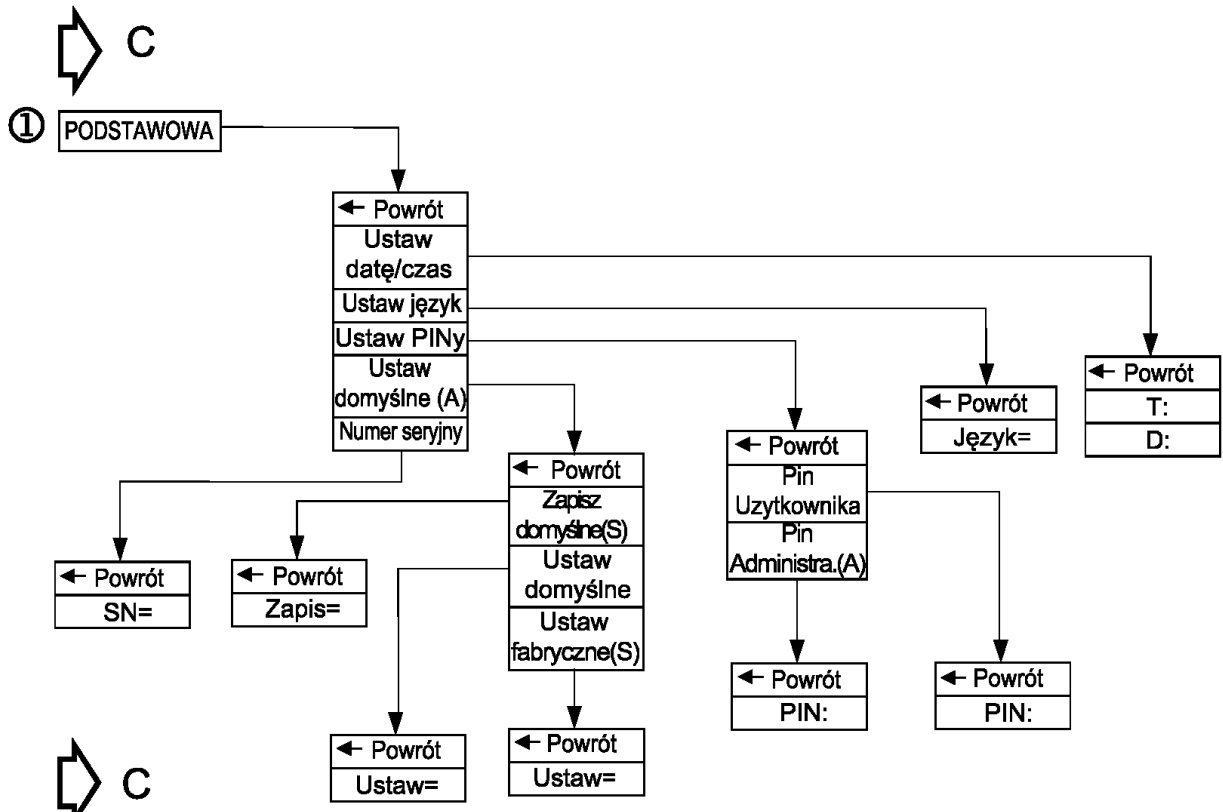 C
① PODSTAWOWA
← Powrót
Ustaw
datę/czas
Ustaw język
Ustaw PINy
Ustaw
domyślne (A)
Numer seryjny
← Powrót
T:
D:
← Powrót
Język=
← Powrót
Pin
Uzytkownika
Pin
Administra.(A)
← Powrót
Zapisz
domyślne(S)
Ustaw
domyślne
Ustaw
fabryczne(S)
← Powrót
SN=
← Powrót
Zapis=
← Powrót
PIN:
← Powrót
PIN:
← Powrót
Ustaw=
← Powrót
Ustaw=
C